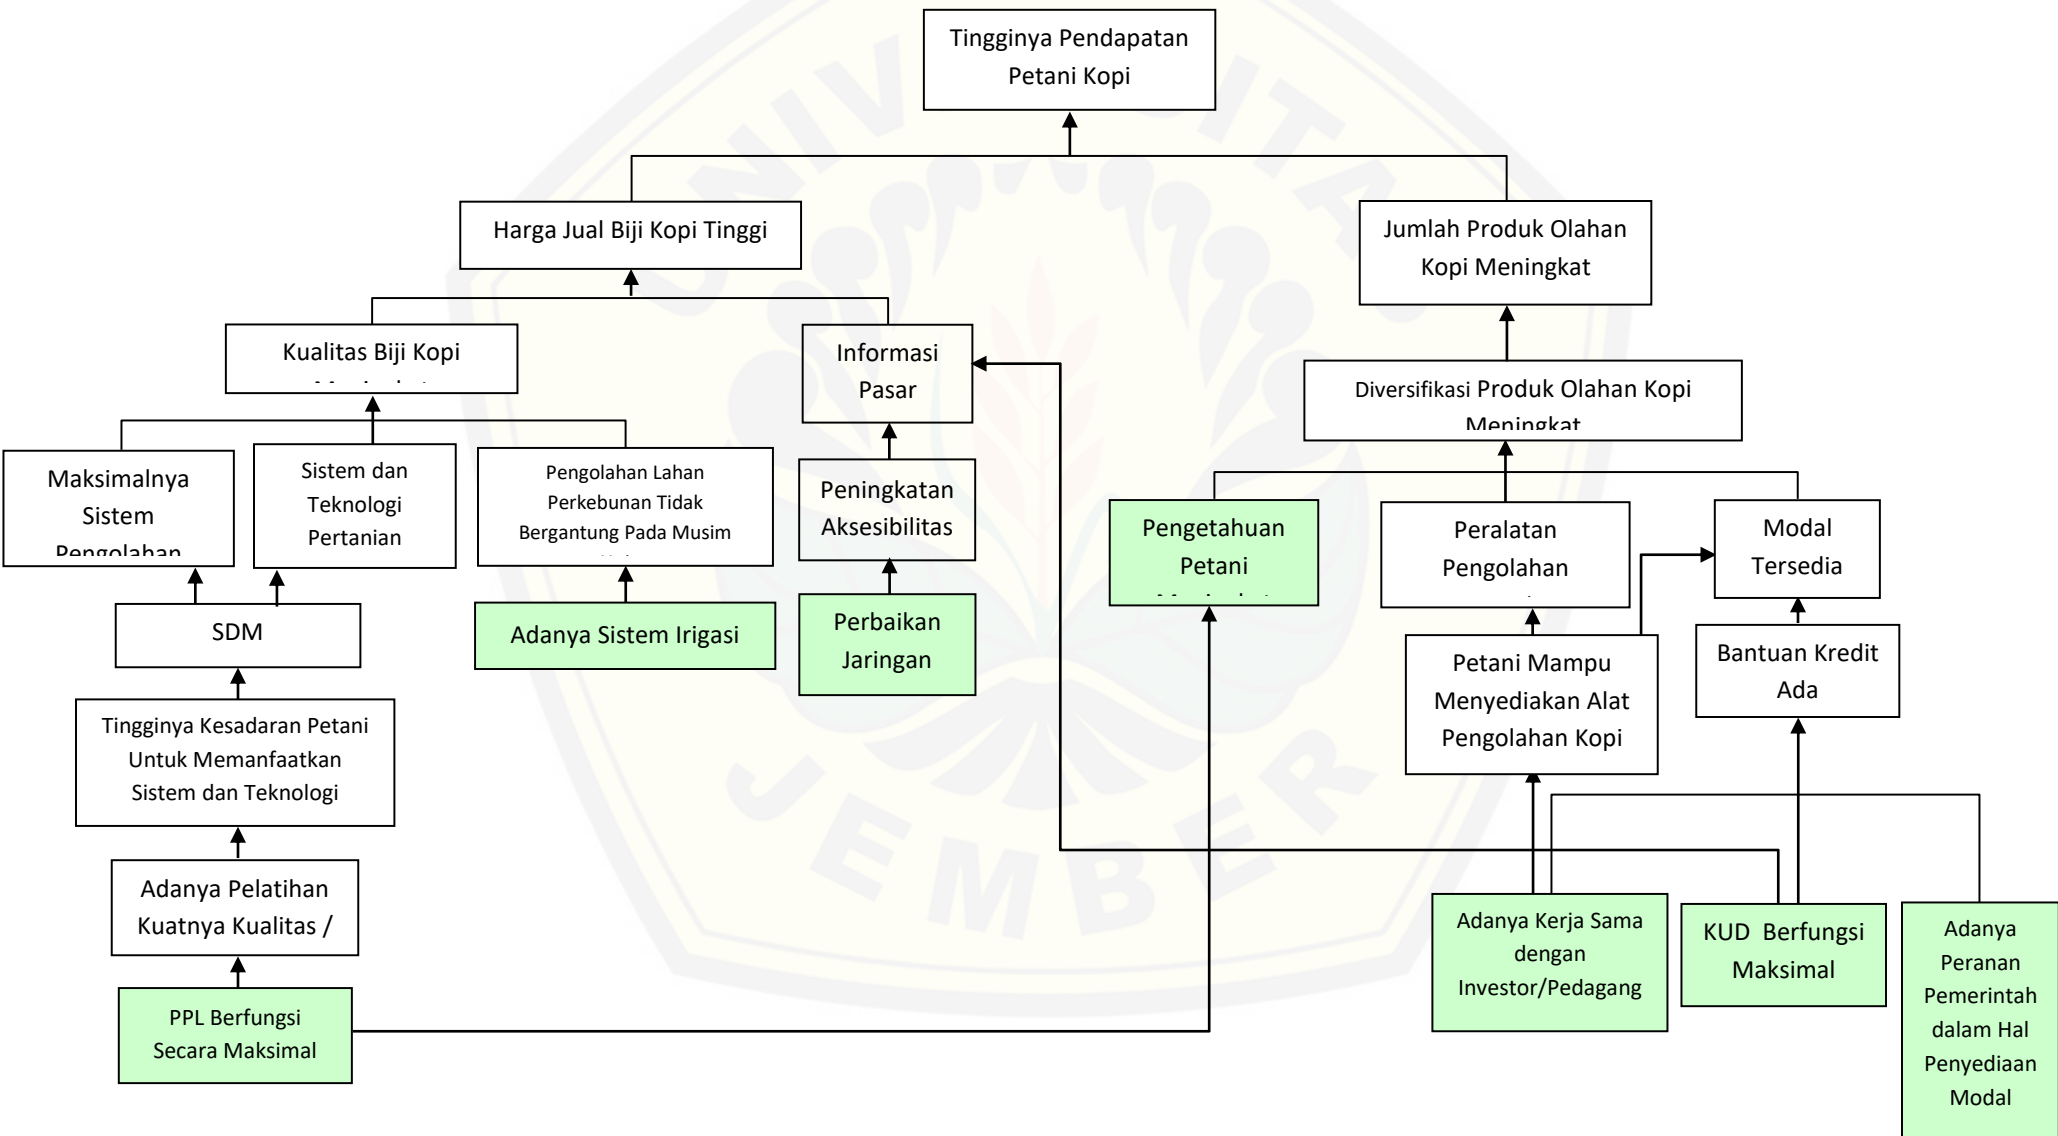 Tingginya Pendapatan
Petani Kopi
Harga Jual Biji Kopi Tinggi
Jumlah Produk Olahan
Kopi Meningkat
Kualitas Biji Kopi
Informasi
Pasar
Diversifikasi Produk Olahan Kopi
Meningkat
Maksimalnya
Sistem
Pengolahan
Sistem dan
Teknologi
Pertanian
Pengolahan Lahan
Perkebunan Tidak
Bergantung Pada Musim
Peningkatan
Aksesibilitas
Pengetahuan
Petani
Peralatan
Pengolahan
Modal
Tersedia
SDM
Adanya Sistem Irigasi
Perbaikan
Jaringan
Petani Mampu
Menyediakan Alat
Pengolahan Kopi
Bantuan Kredit
Ada
Tingginya Kesadaran Petani
Untuk Memanfaatkan
Sistem dan Teknologi
Adanya Pelatihan
Kuatnya Kualitas /
Adanya Kerja Sama
dengan
Investor/Pedagang
KUD  Berfungsi
Maksimal
Adanya
Peranan
Pemerintah
dalam Hal
Penyediaan
Modal
PPL Berfungsi
Secara Maksimal
JEMBER